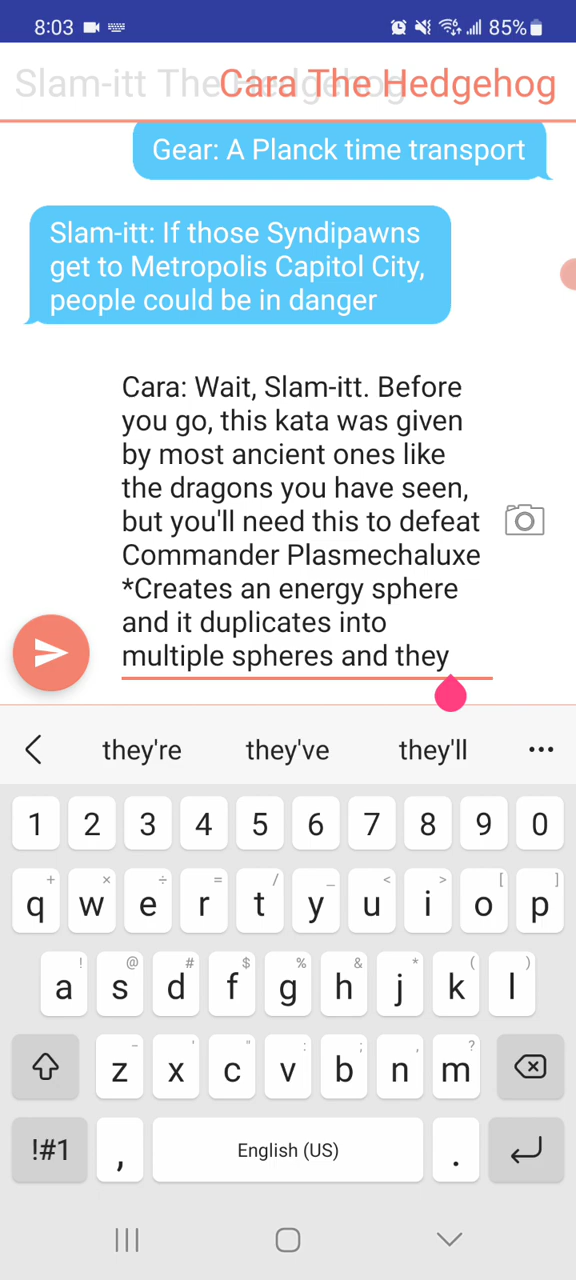 8:03 85%
Slam-itt The Hedgehog
Cara The Hedgehog
Gear: A Planck time transport
Slam-itt: If those Syndipawns
get to Metropolis Capitol City,
people could be in danger
Cara: Wait, Slam-itt. Before
you go, this kata was given
by most ancient ones like
the dragons you have seen,
but you'll need this to defeat
Commander Plasmechaluxe
*Creates an energy sphere
and it duplicates into
multiple spheres and they
they're they've they'll ...
1 2 3 4 5 6 7 8 9 0
+ × ÷ = / _ < > [ ]
q w e r t y u i o p
! @ # $ % & * ( )
a s d f g h j k l
- ' " : ; , ?
z x c v b n m
!#1 , English (US) .